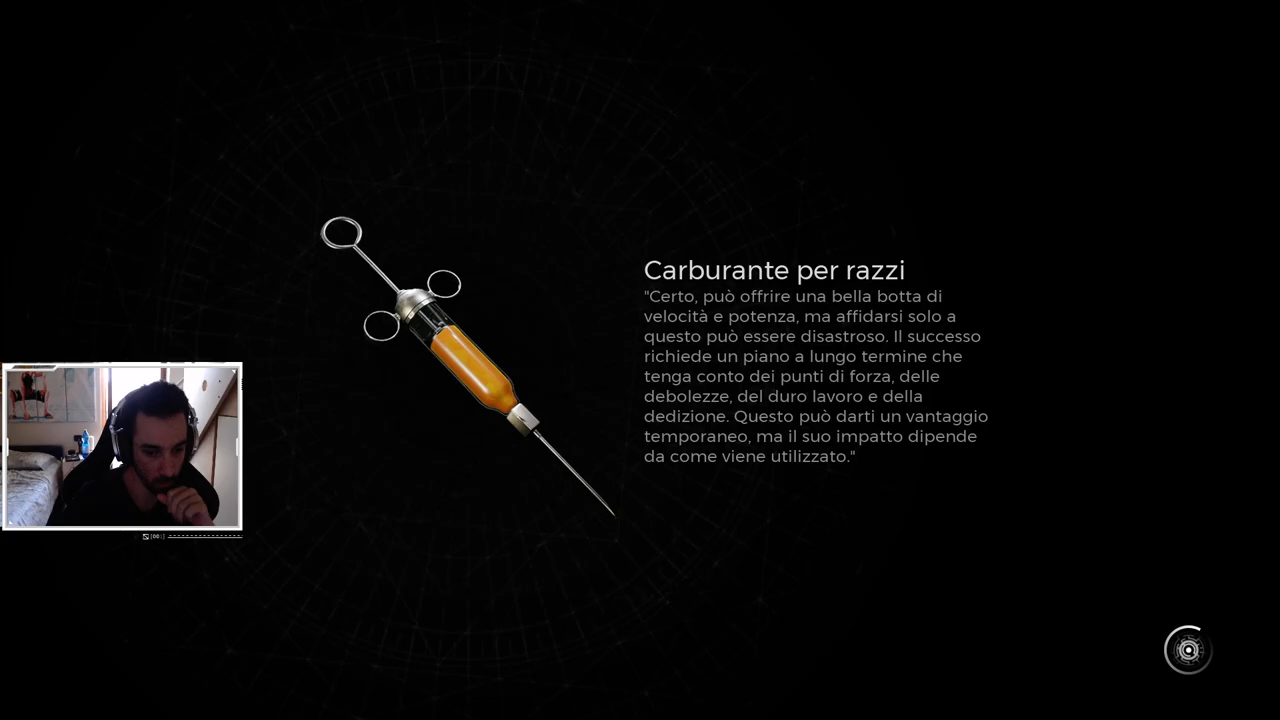 Carburante per razzi
"Certo, può offrire una bella botta di
velocità e potenza, ma affidarsi solo a
questo può essere disastroso. Il successo
richiede un piano a lungo termine che
tenga conto dei punti di forza, delle
debolezze, del duro lavoro e della
dedizione. Questo può darti un vantaggio
temporaneo, ma il suo impatto dipende
da come viene utilizzato."